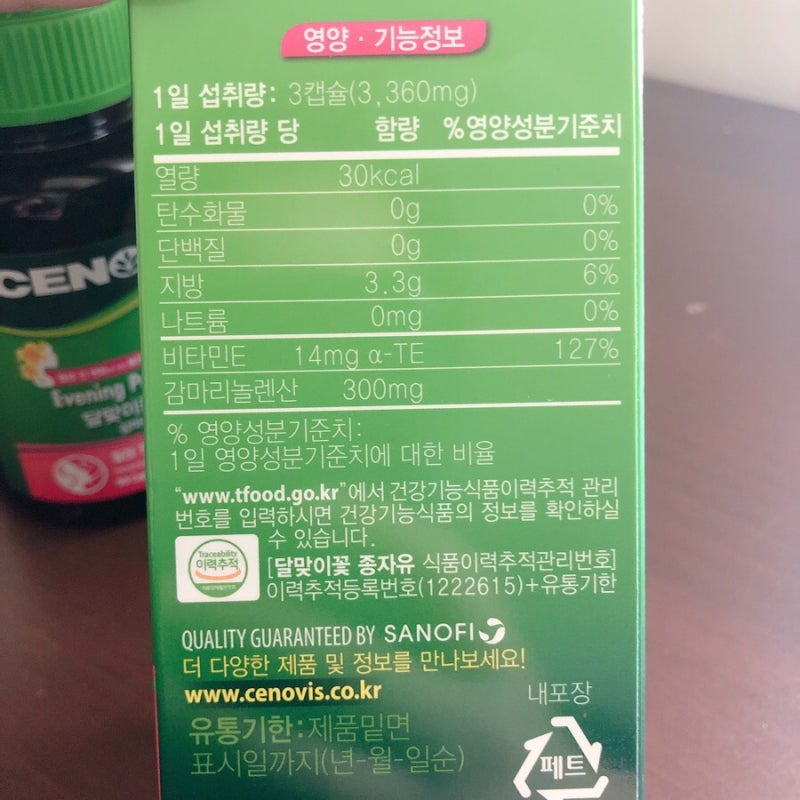 영양 · 기능정보
1일 섭취량: 3캡슐(3,360mg)
1일 섭취량 당 함량 %영양성분기준치
열량 30kcal
탄수화물 0g 0%
단백질 0g 0%
지방 3.3g 6%
나트륨 0mg 0%
비타민E 14mg α-TE 127%
감마리놀렌산 300mg
% 영양성분기준치:
1일 영양성분기준치에 대한 비율
"www.tfood.go.kr"에서 건강기능식품이력추적 관리
번호를 입력하시면 건강기능식품의 정보를 확인하실
수 있습니다.
Traceability
이력추적
[달맞이꽃 종자유 식품이력추적관리번호]
이력추적등록번호(1222615)+유통기한
QUALITY GUARANTEED BY SANOFI
더 다양한 제품 및 정보를 만나보세요!
www.cenovis.co.kr
유통기한:제품밑면
표시일까지(년-월-일순)
내포장
페트
CENO
Evening P
달맞이